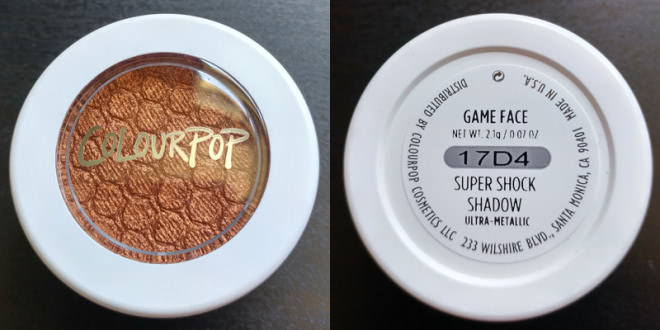 COLOURPOP
GAME FACE
NET WT. 2.1g / 0.07 OZ
17D4
SUPER SHOCK
SHADOW
ULTRA-METALLIC
DISTRIBUTED BY COLOURPOP COSMETICS LLC 233 WILSHIRE BLVD., SANTA MONICA, CA 90401 MADE IN U.S.A.